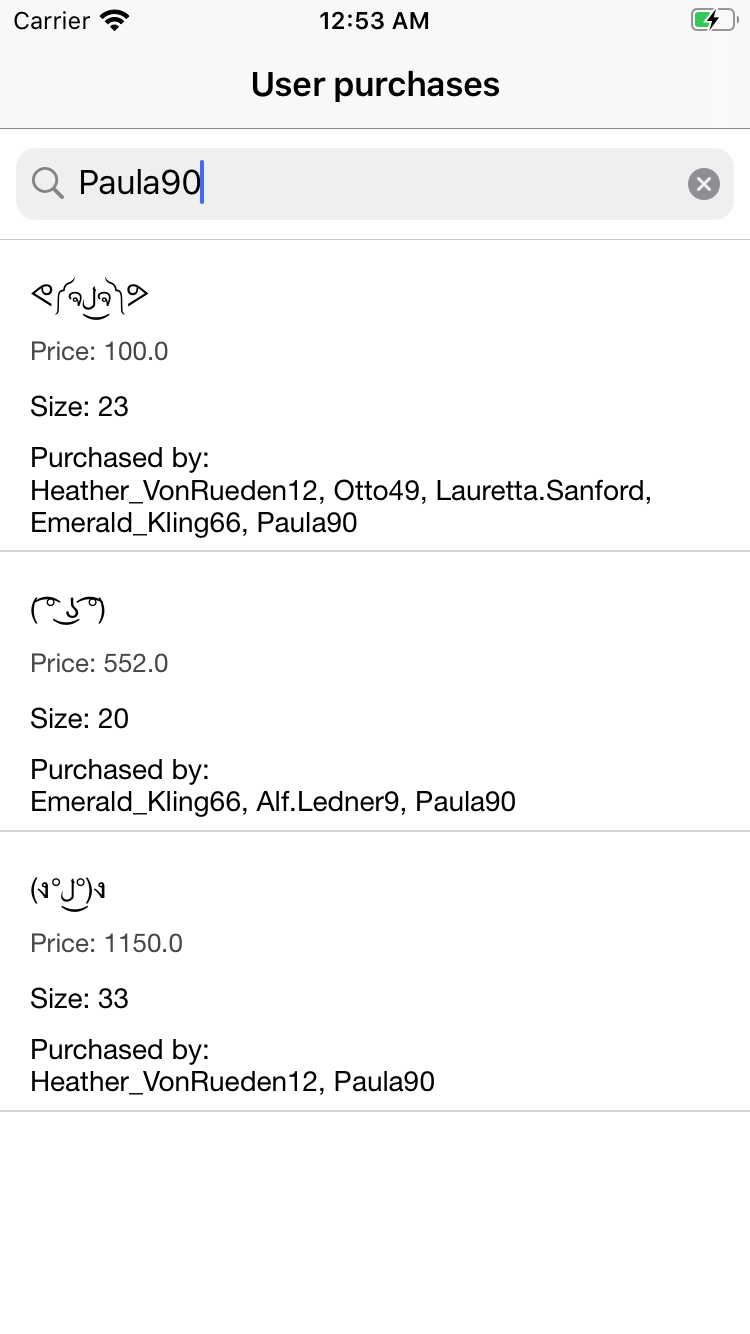 Carrier 12:53 AM
User purchases
Paula90
ᕙ༼ຈل͜ຈ༽ᕗ
Price: 100.0
Size: 23
Purchased by:
Heather_VonRueden12, Otto49, Lauretta.Sanford,
Emerald_Kling66, Paula90
( ͡° ͜ʖ ͡°)
Price: 552.0
Size: 20
Purchased by:
Emerald_Kling66, Alf.Ledner9, Paula90
(ง°ل͜°)ง
Price: 1150.0
Size: 33
Purchased by:
Heather_VonRueden12, Paula90